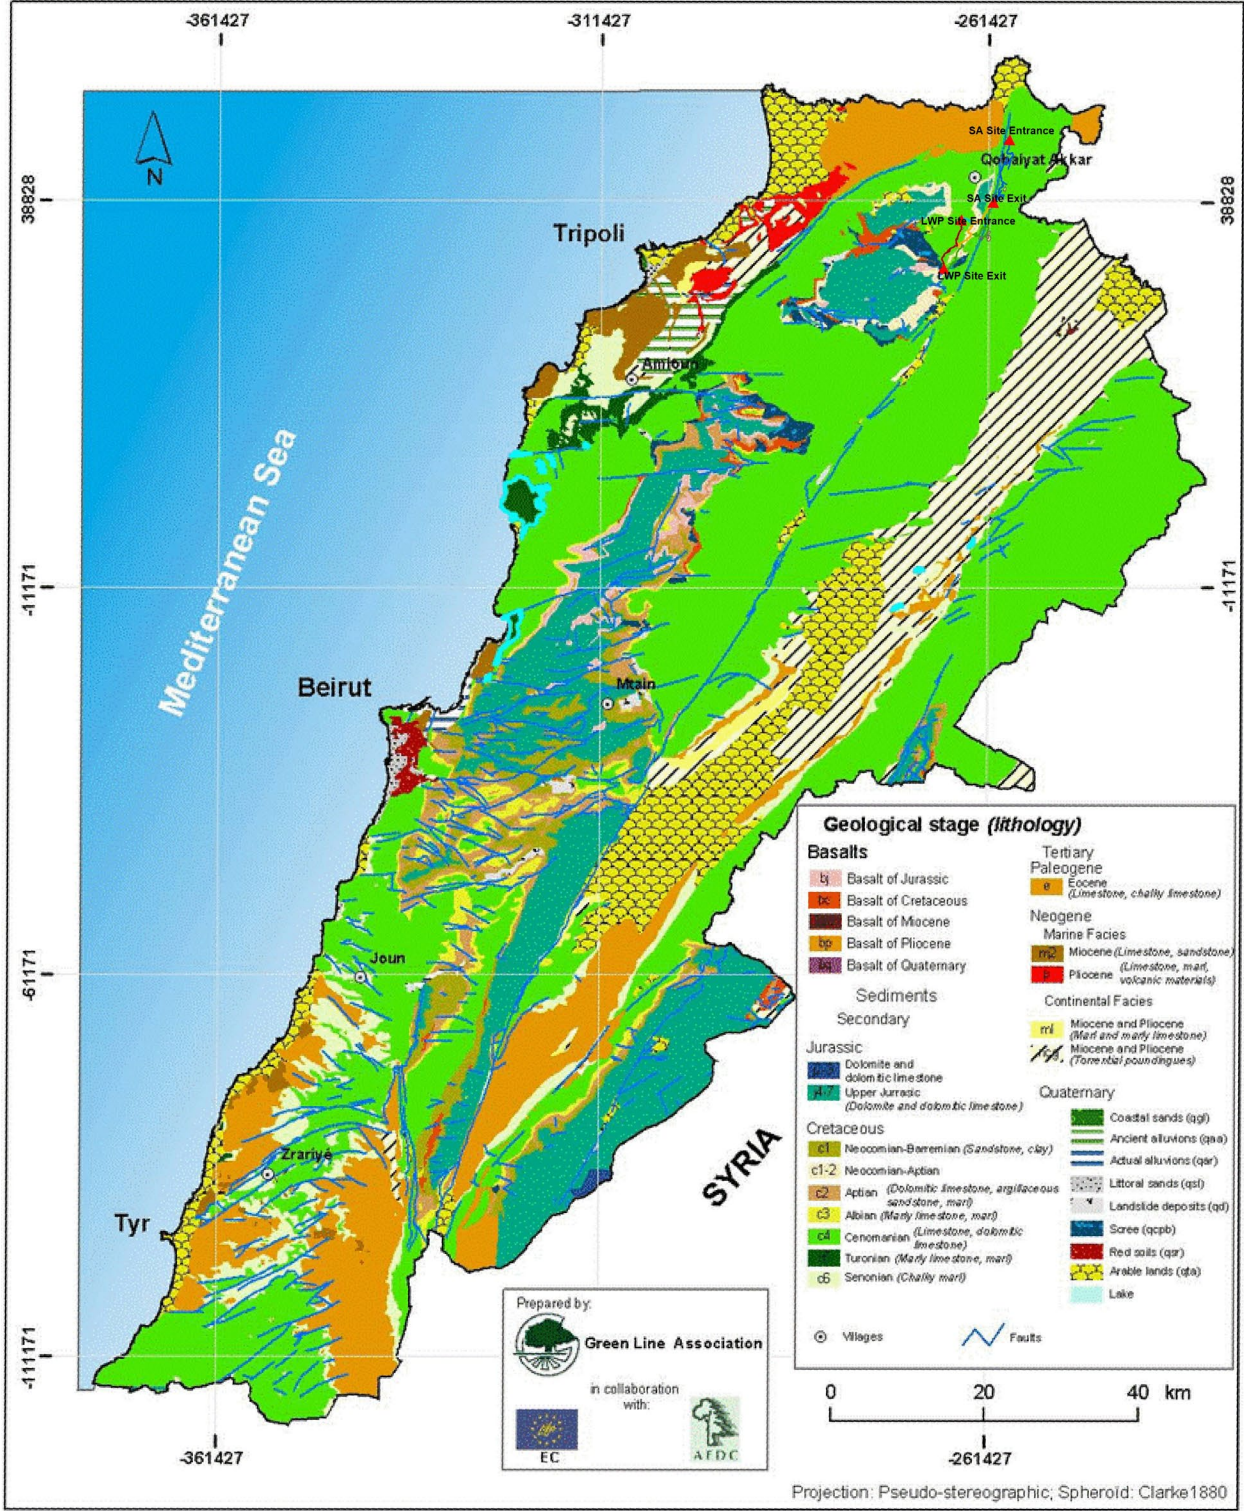 -361427
-311427
-261427
SA Site Entrance
N
Qobaiyat Akkar
38828
38828
SA Site Exit
LWP Site Entrance
Tripoli
LWP Site Exit
Amioun
Mediterranean Sea
-11171
-11171
Beirut
Mtain
Joun
-61171
Zrariyé
Tyr
SYRIA
-111171
Geological stage (lithology)
Basalts
bj Basalt of Jurassic
bc Basalt of Cretaceous
Basalt of Miocene
bp Basalt of Pliocene
bq Basalt of Quaternary
Sediments
Secondary
Jurassic
Dolomite and
dolomitic limestone
j4-7 Upper Jurrasic
(Dolomite and dolomitic limestone)
Cretaceous
c1 Neocomian-Barremian (Sandstone, clay)
c1-2 Neocomian-Aptian
c2 Aptian (Dolomitic limestone, argillaceous
sandstone, marl)
c3 Albian (Marly limestone, marl)
c4 Cenomanian (Limestone, dolomitic
limestone)
Turonian (Marly limestone, marl)
c6 Senonian (Chalky marl)
Tertiary
Paleogene
e Eocene
(Limestone, chalky limestone)
Neogene
Marine Facies
m2 Miocene (Limestone, sandstone)
p Pliocene (Limestone, marl,
volcanic materials)
Continental Facies
ml Miocene and Pliocene
(Marl and marly limestone)
Miocene and Pliocene
(Torrential poundingues)
Quaternary
Coastal sands (qgl)
Ancient alluvions (qaa)
Actual alluvions (qar)
Littoral sands (qsl)
Landslide deposits (qd)
Scree (qcpb)
Red soils (qsr)
Arable lands (qta)
Lake
Villages
Faults
Prepared by:
Green Line Association
in collaboration
with:
EC
AFDC
0 20 40 km
-361427
-261427
Projection: Pseudo-stereographic; Spheroïd: Clarke1880